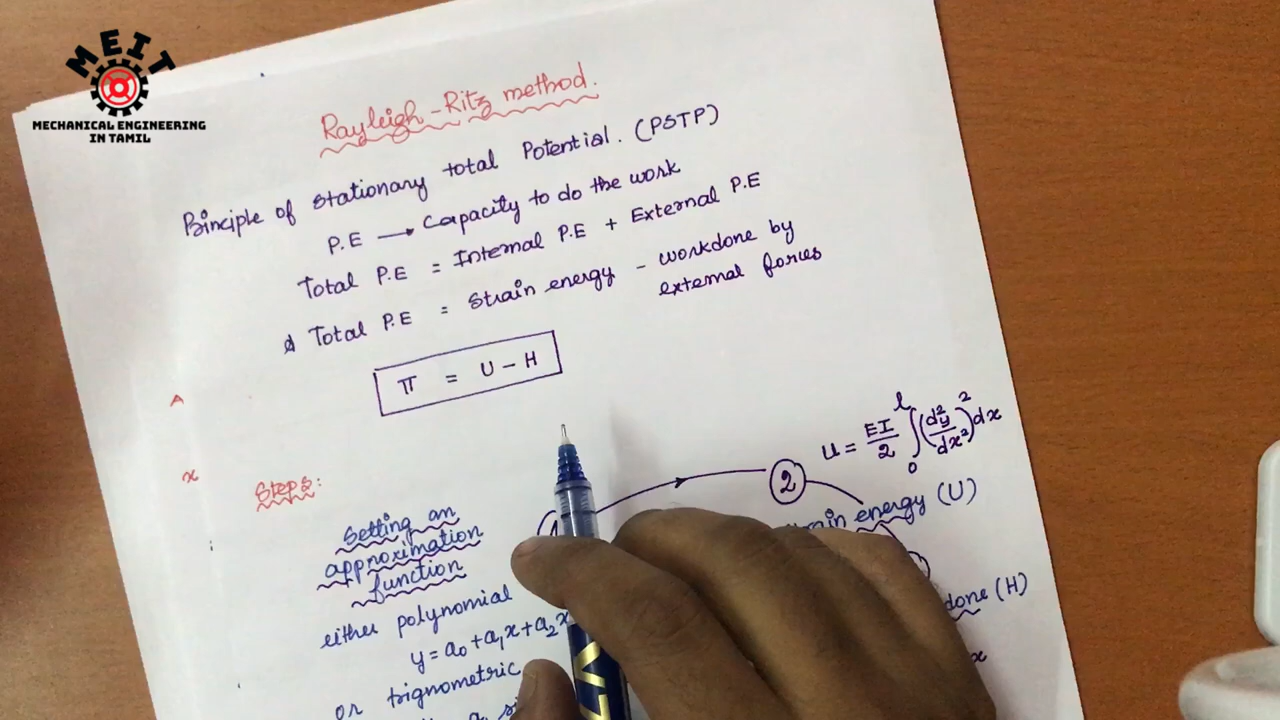 MEIT
MECHANICAL ENGINEERING
IN TAMIL
Rayleigh-Ritz method.
Principle of stationary total Potential. (PSTP)
P.E → Capacity to do the work
Total P.E = Internal P.E + External P.E
Total P.E = Strain energy - workdone by
external forces
π = U - H
Steps:
Setting an
approximation
function
either polynomial
y = a₀ + a₁x + a₂x
or trignometric
2
U = EI/2 ∫₀ˡ (d²y/dx²)² dx
energy (U)
done (H)